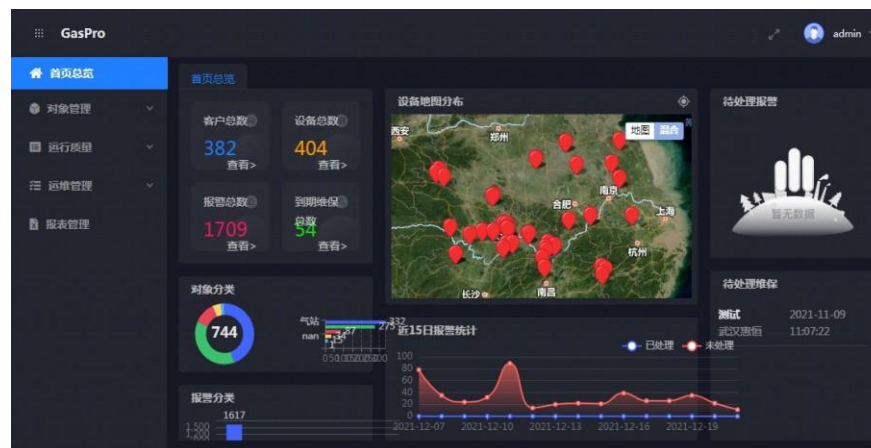 GasPro
admin
首页总览
对象管理
运行质量
运维管理
报表管理
首页总览
客户总数
382
查看>
设备总数
404
查看>
报警总数
1709
查看>
到期维保
总数
54
查看>
设备地图分布
地图 混合
西安
郑州
合肥
南京
上海
杭州
长沙
南昌
待处理报警
暂无数据
待处理维保
测试 2021-11-09
武汉惠恒 11:07:22
对象分类
744
气站 332
275
nan 87
近15日报警统计
已处理 未处理
100
80
60
40
20
0
2021-12-07 2021-12-10 2021-12-13 2021-12-16 2021-12-19
报警分类
1617
1,500